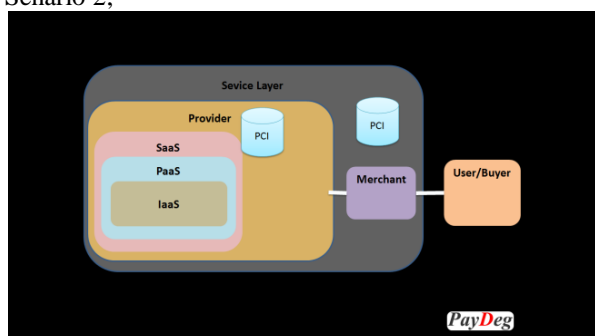 Senario 2;
Sevice Layer
Provider
PCI
PCI
SaaS
PaaS
IaaS
Merchant
User/Buyer
PayDeg